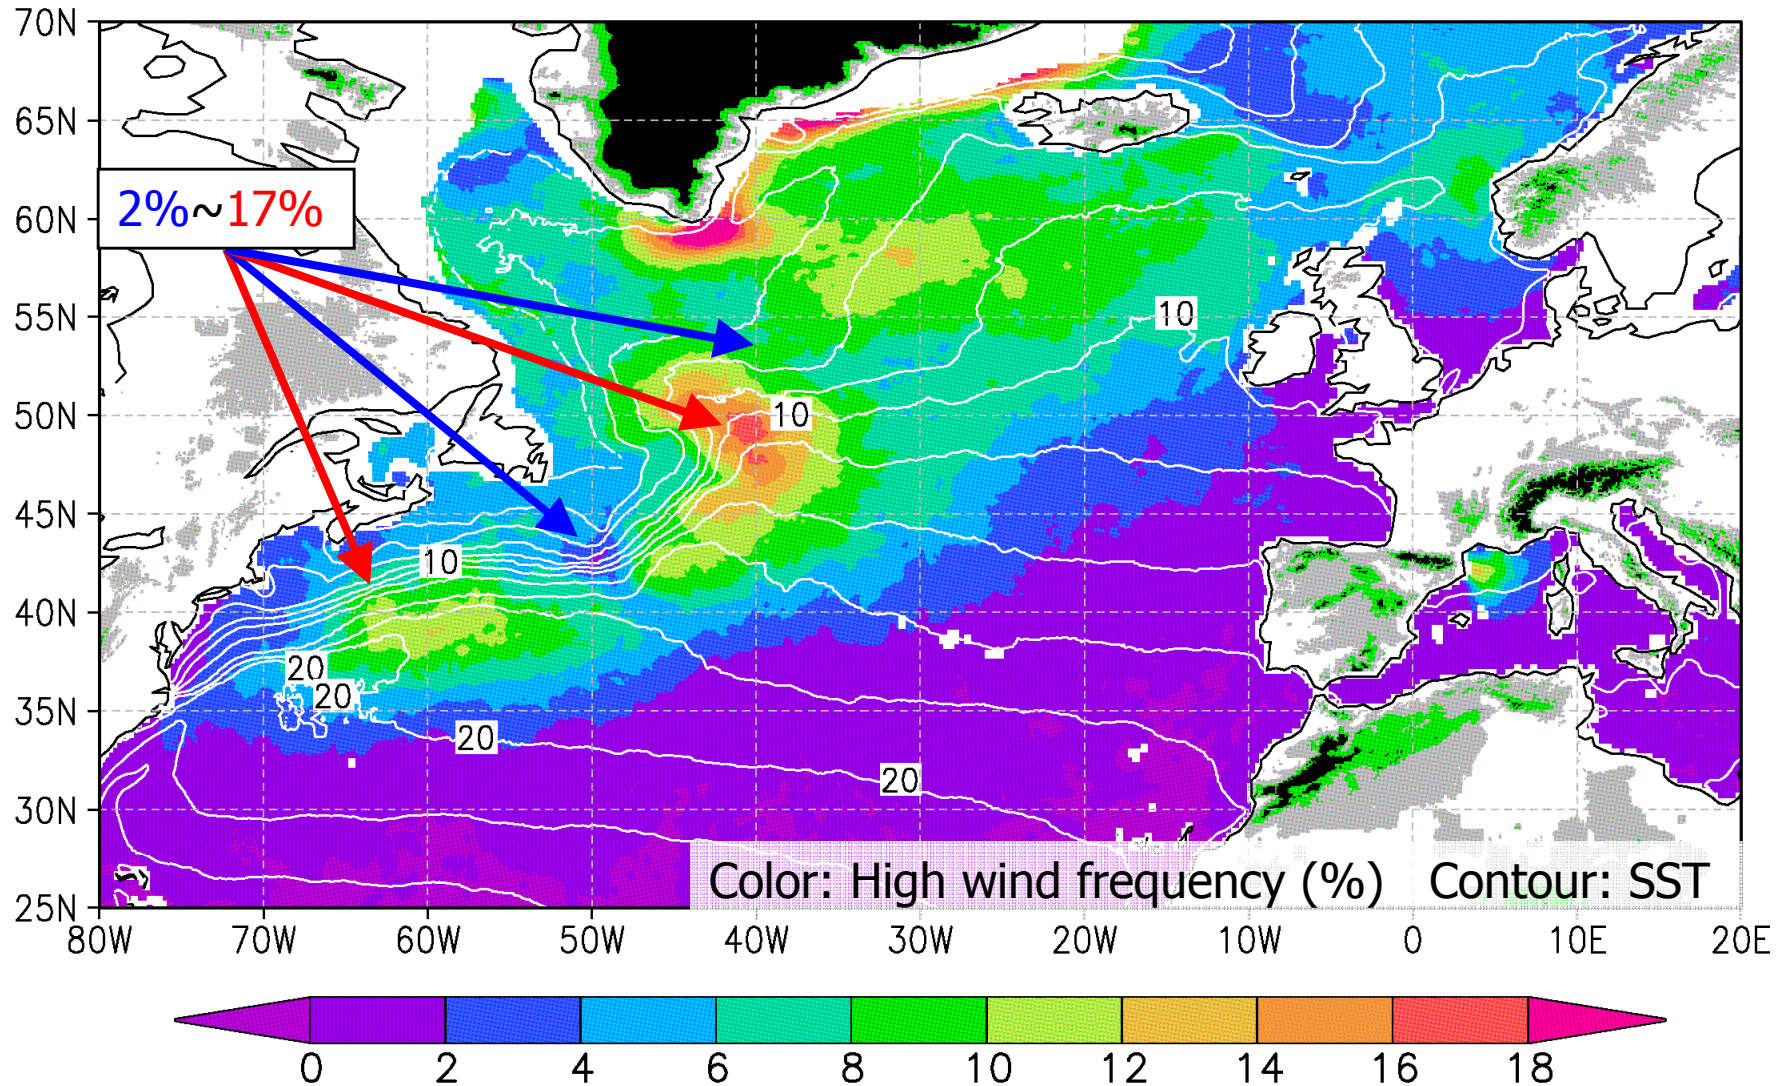 70N
65N
2%~17%
60N
55N
10
50N
10
45N
10
40N
20
20
35N
20
20
30N
Color: High wind frequency (%) Contour: SST
25N
80W 70W 60W 50W 40W 30W 20W 10W 0 10E 20E
0 2 4 6 8 10 12 14 16 18